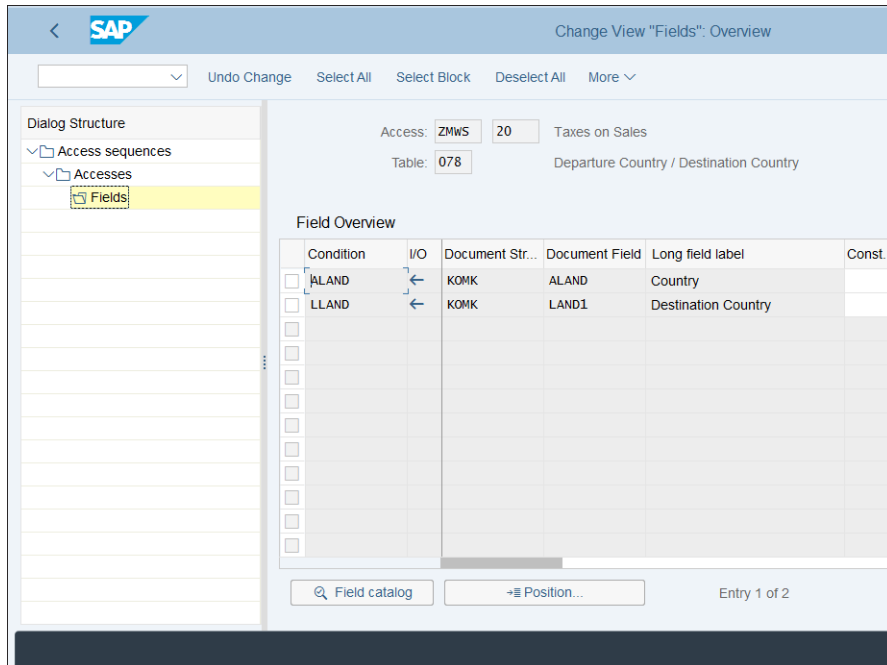 SAP
Change View "Fields": Overview
Undo Change Select All Select Block Deselect All More
Dialog Structure
Access sequences
Accesses
Fields
Access: ZMWS 20 Taxes on Sales
Table: 078 Departure Country / Destination Country
Field Overview
Condition I/O Document Str... Document Field Long field label Const.
ALAND KOMK ALAND Country
LLAND KOMK LAND1 Destination Country
Field catalog Position... Entry 1 of 2